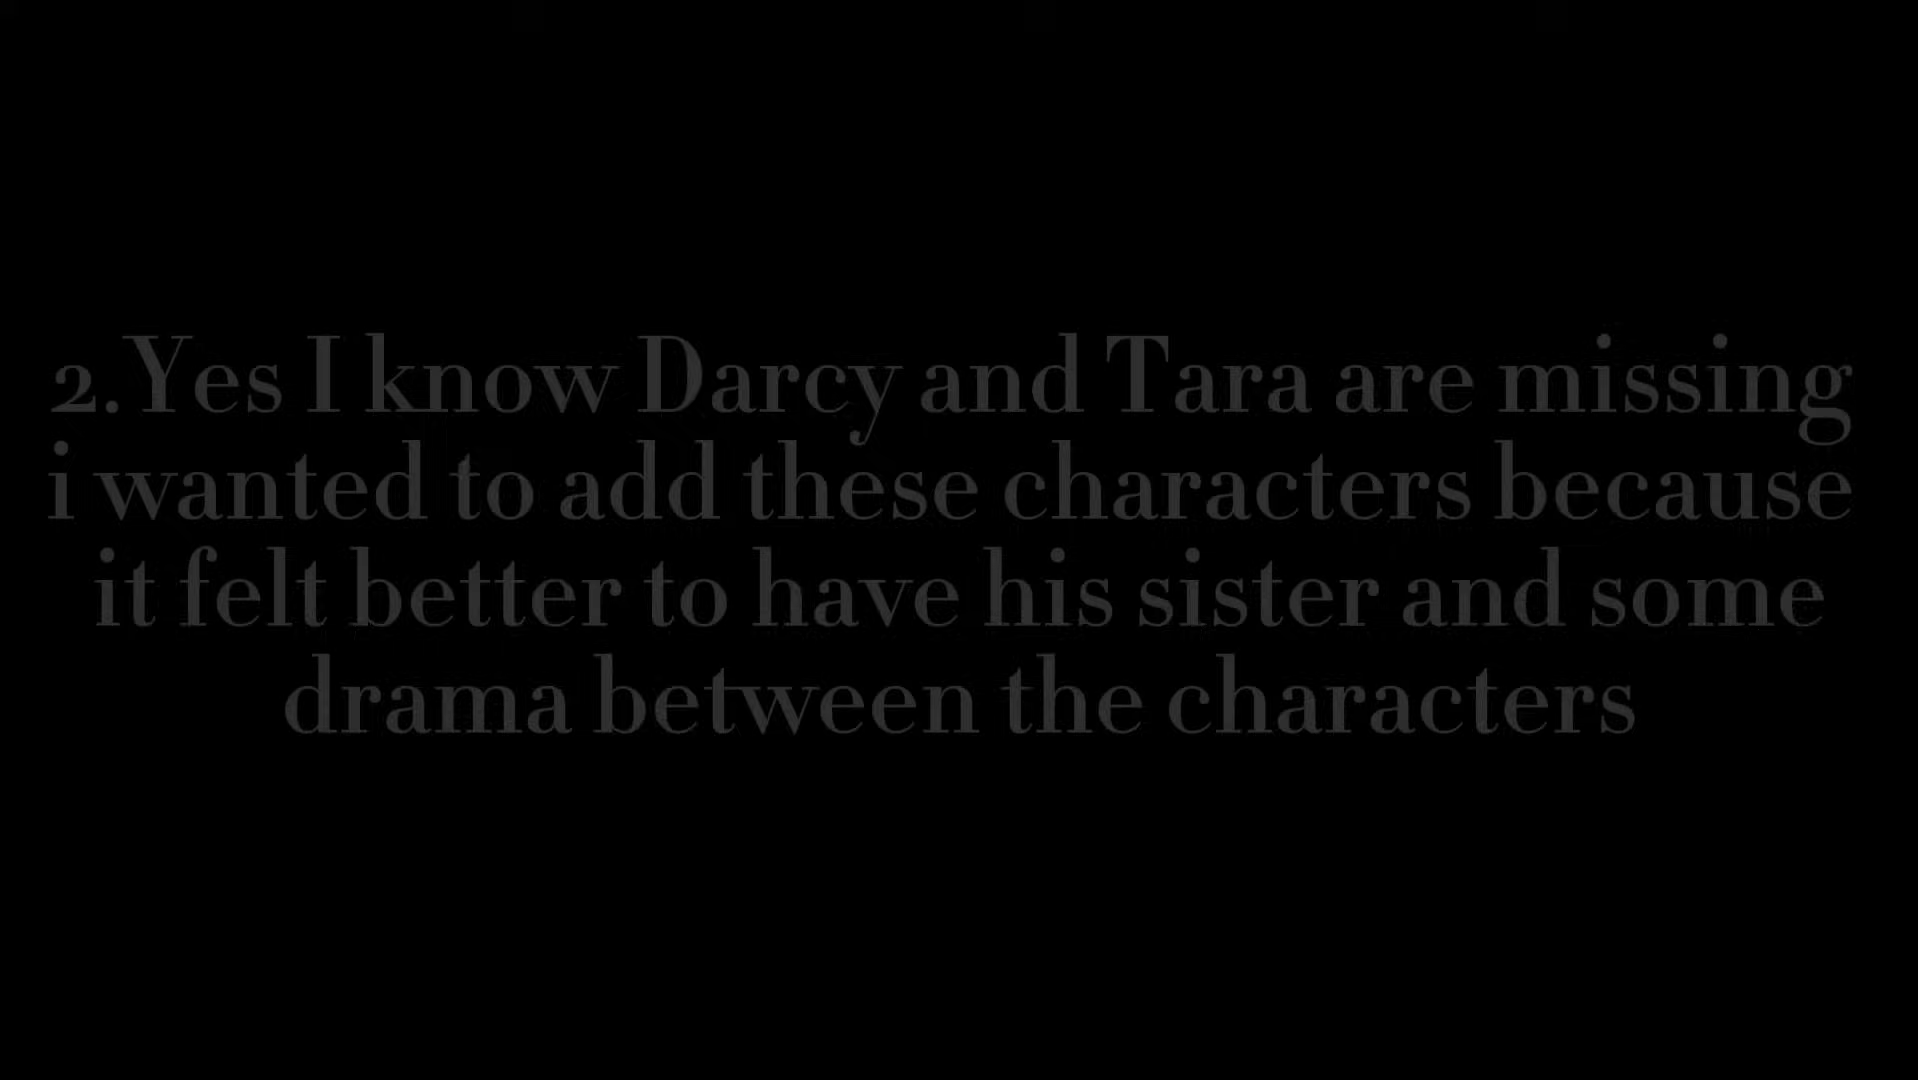 2.Yes I know Darcy and Tara are missing
i wanted to add these characters because
it felt better to have his sister and some
drama between the characters